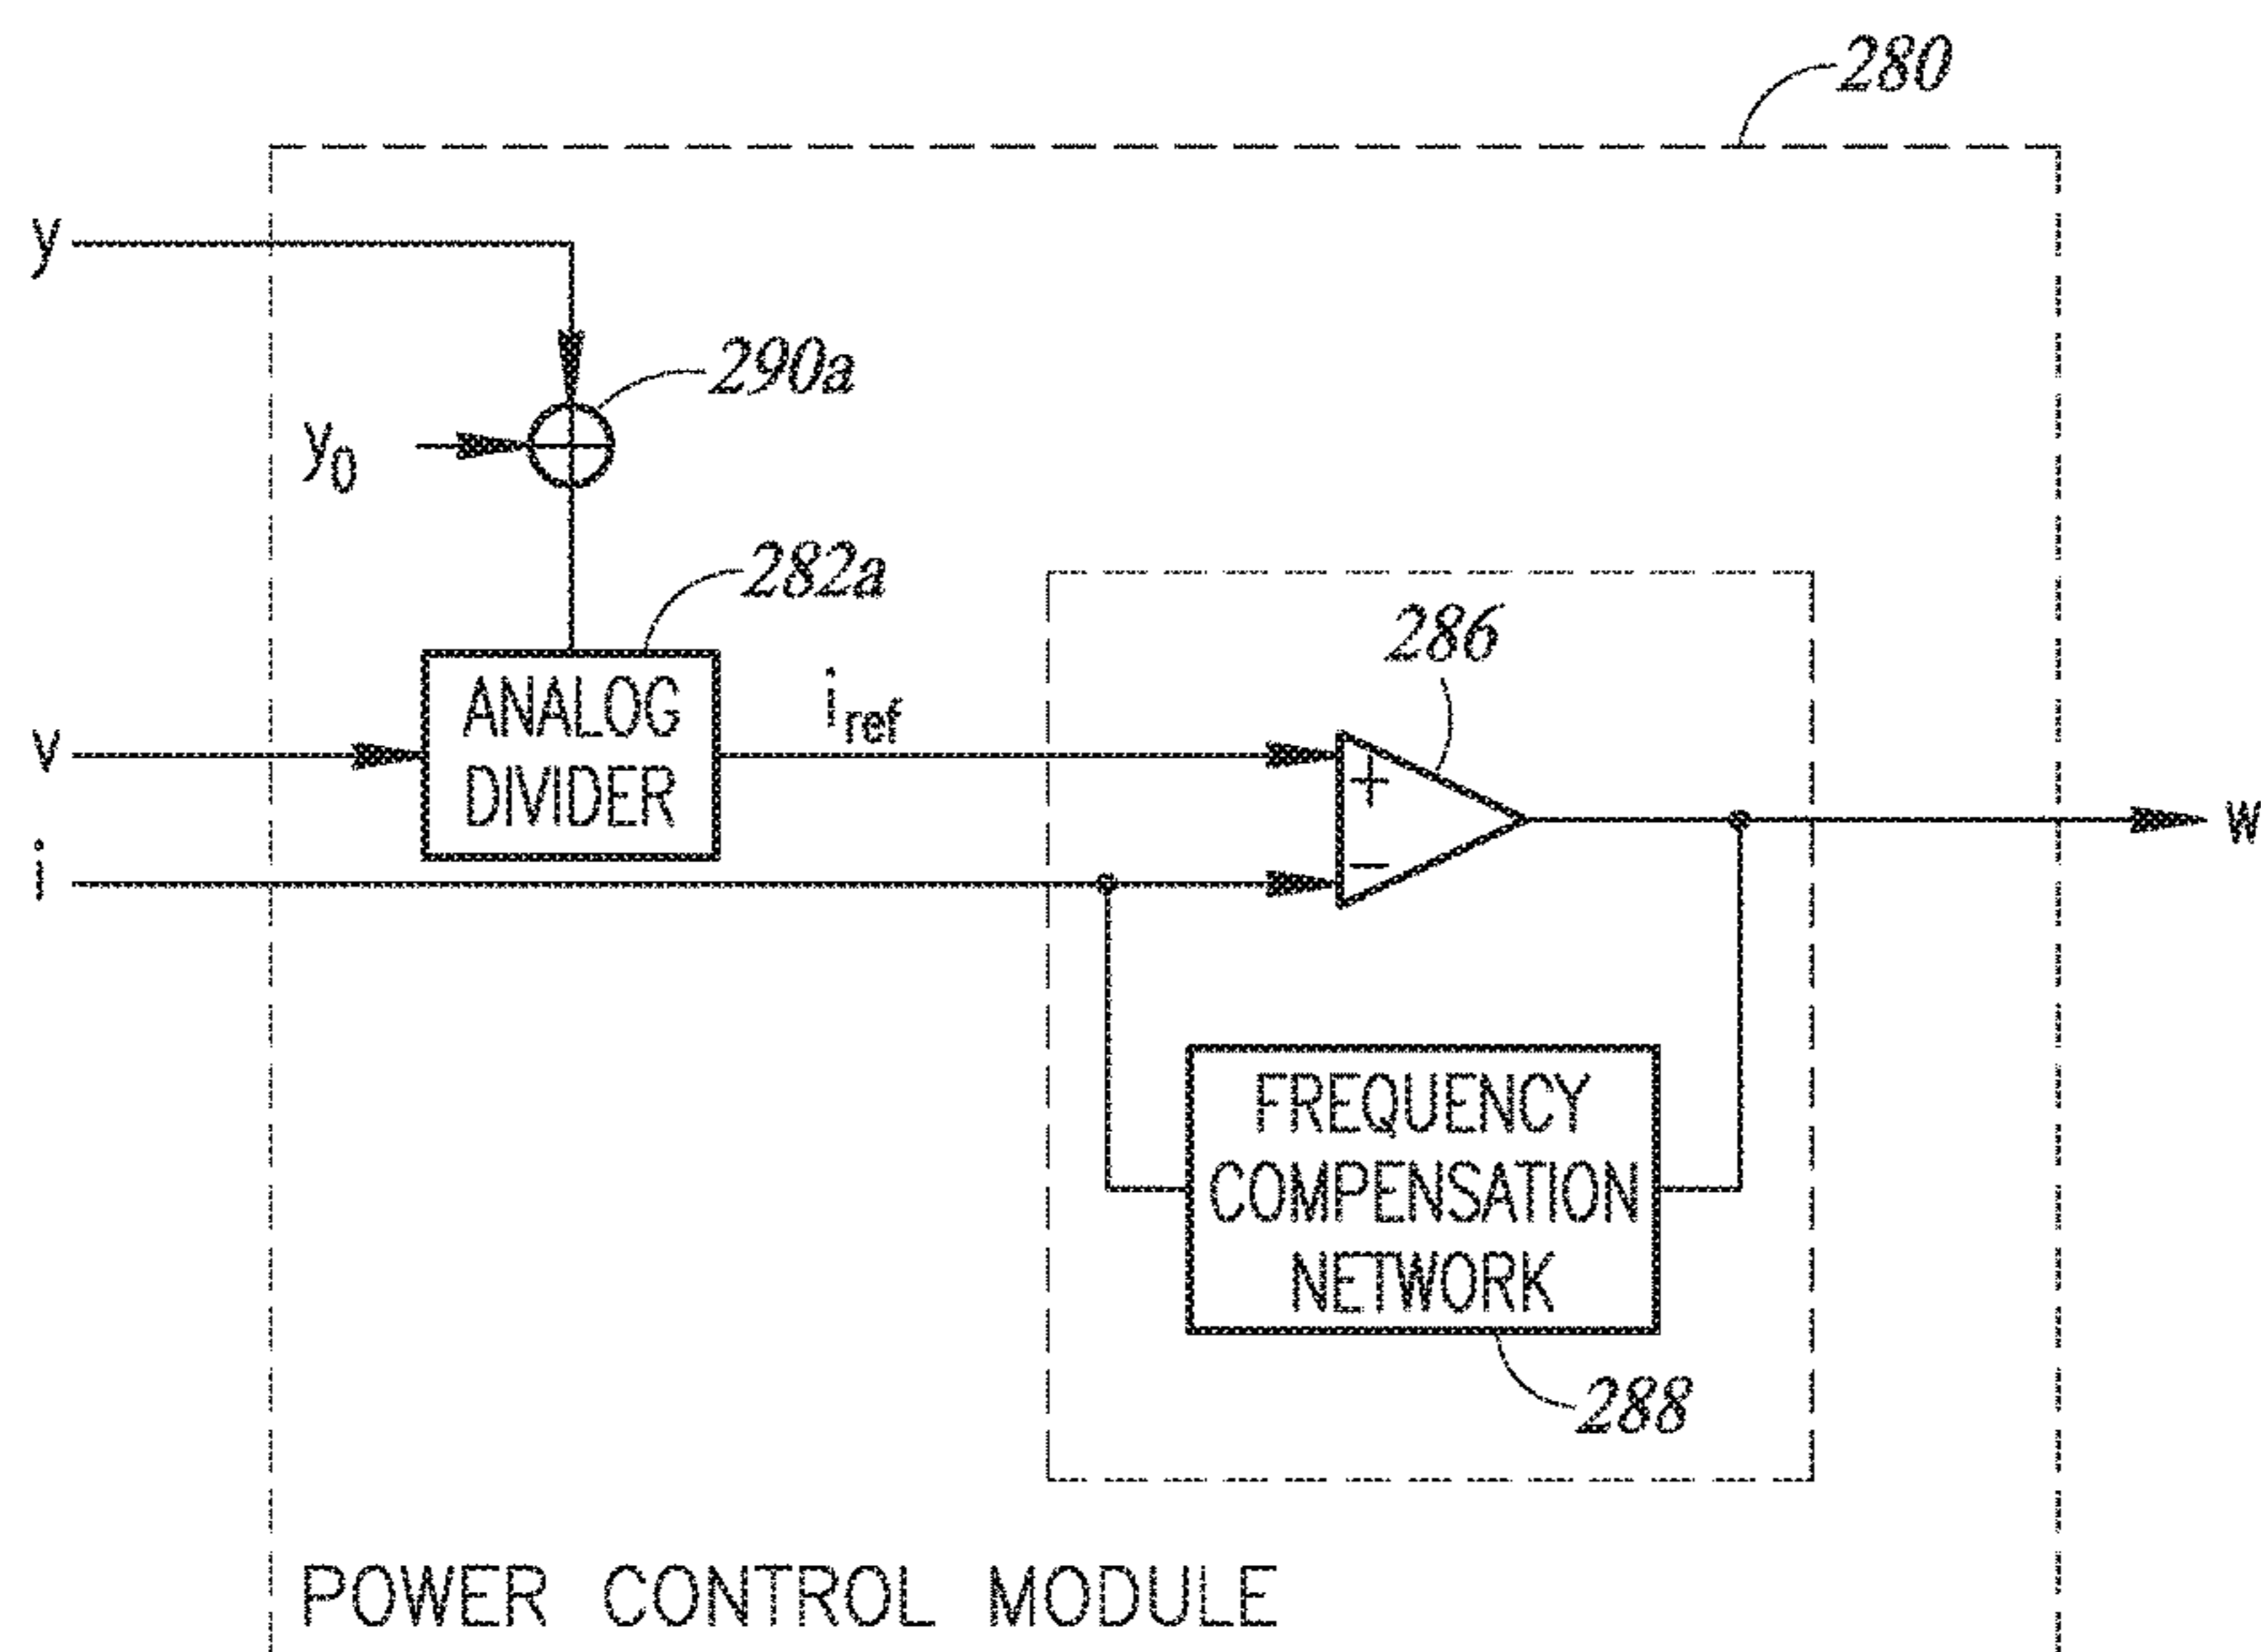 280
y
290a
y0
282a
286
ANALOG
DIVIDER
iref
v
i
+
−
w
FREQUENCY
COMPENSATION
NETWORK
288
POWER CONTROL MODULE